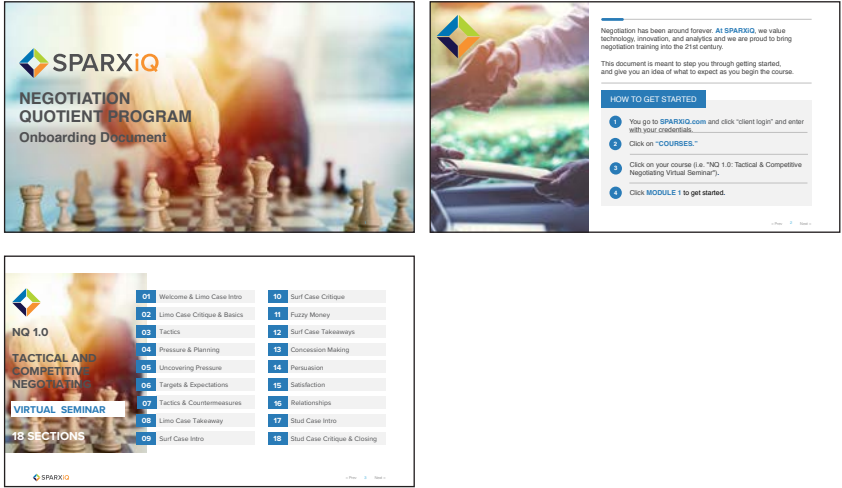 SPARXiQ
NEGOTIATION
QUOTIENT PROGRAM
Onboarding Document
Negotiation has been around forever. At SPARXiQ, we value
technology, innovation, and analytics and we are proud to bring
negotiation training into the 21st century.
This document is meant to step you through getting started,
and give you an idea of what to expect as you begin the course.
HOW TO GET STARTED
1 You go to SPARXiQ.com and click “client login” and enter
with your credentials.
2 Click on “COURSES.”
3 Click on your course (i.e. "NQ 1.0: Tactical & Competitive
Negotiating Virtual Seminar").
4 Click MODULE 1 to get started.
< Prev Next >
NQ 1.0
TACTICAL AND
COMPETITIVE
NEGOTIATING
VIRTUAL SEMINAR
18 SECTIONS
01 Welcome & Limo Case Intro
02 Limo Case Critique & Basics
03 Tactics
04 Pressure & Planning
05 Uncovering Pressure
06 Targets & Expectations
07 Tactics & Countermeasures
08 Limo Case Takeaway
09 Surf Case Intro
10 Surf Case Critique
11 Fuzzy Money
12 Surf Case Takeaways
13 Concession Making
14 Persuasion
15 Satisfaction
16 Relationships
17 Stud Case Intro
18 Stud Case Critique & Closing
SPARXiQ
< Prev Next >